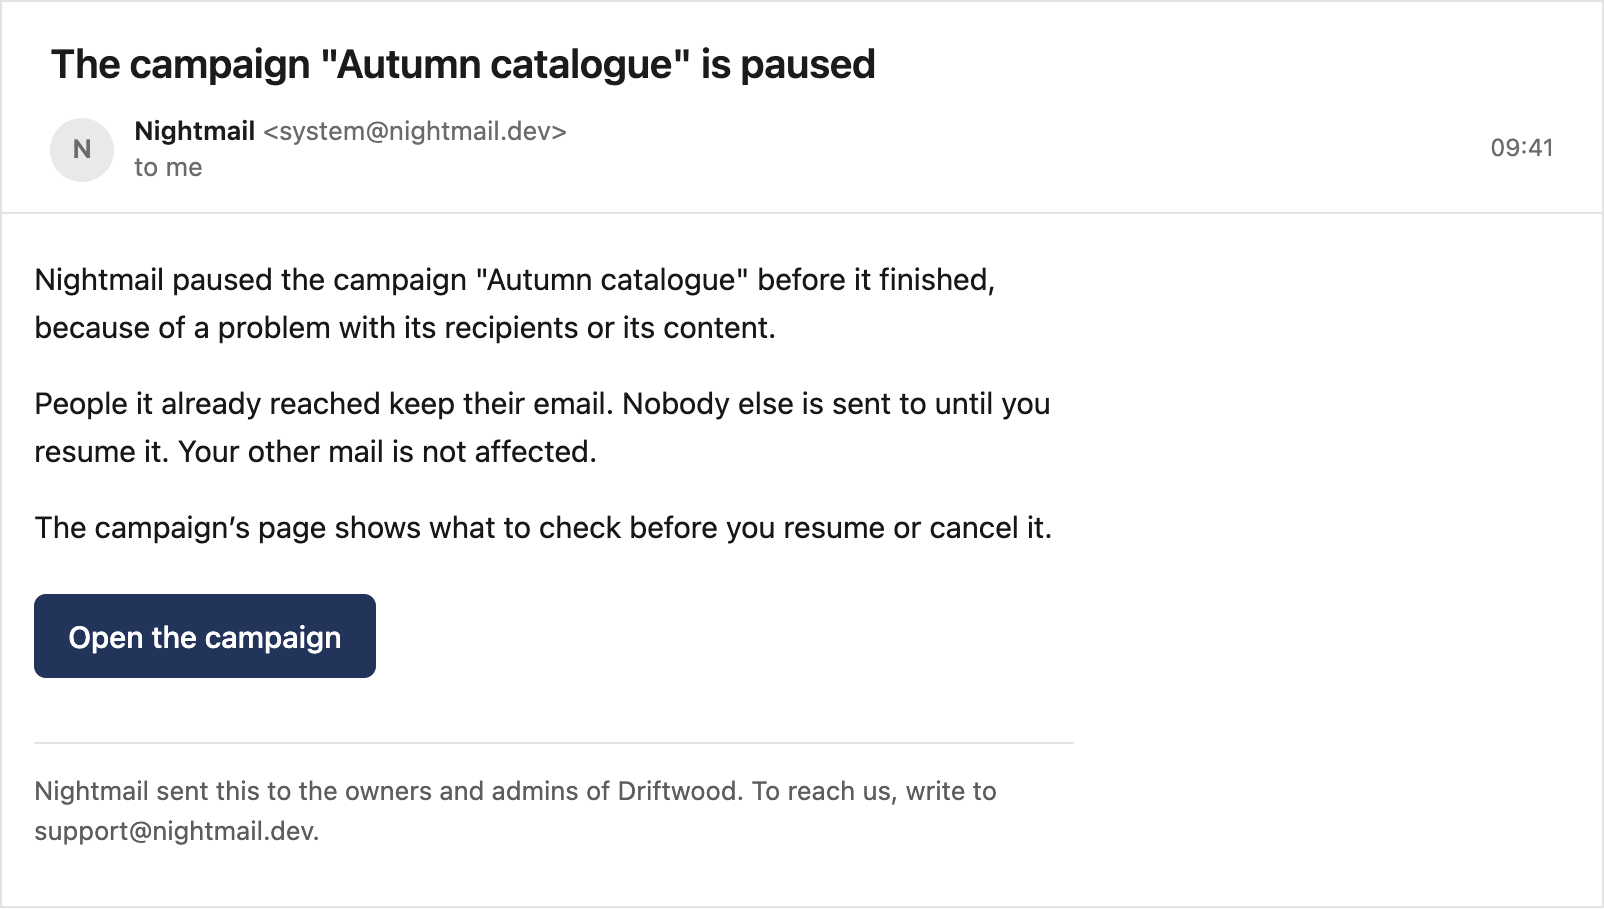 The campaign "Autumn catalogue" is paused
N
Nightmail <system@nightmail.dev>
to me
09:41
Nightmail paused the campaign "Autumn catalogue" before it finished,
because of a problem with its recipients or its content.
People it already reached keep their email. Nobody else is sent to until you
resume it. Your other mail is not affected.
The campaign’s page shows what to check before you resume or cancel it.
Open the campaign
Nightmail sent this to the owners and admins of Driftwood. To reach us, write to
support@nightmail.dev.